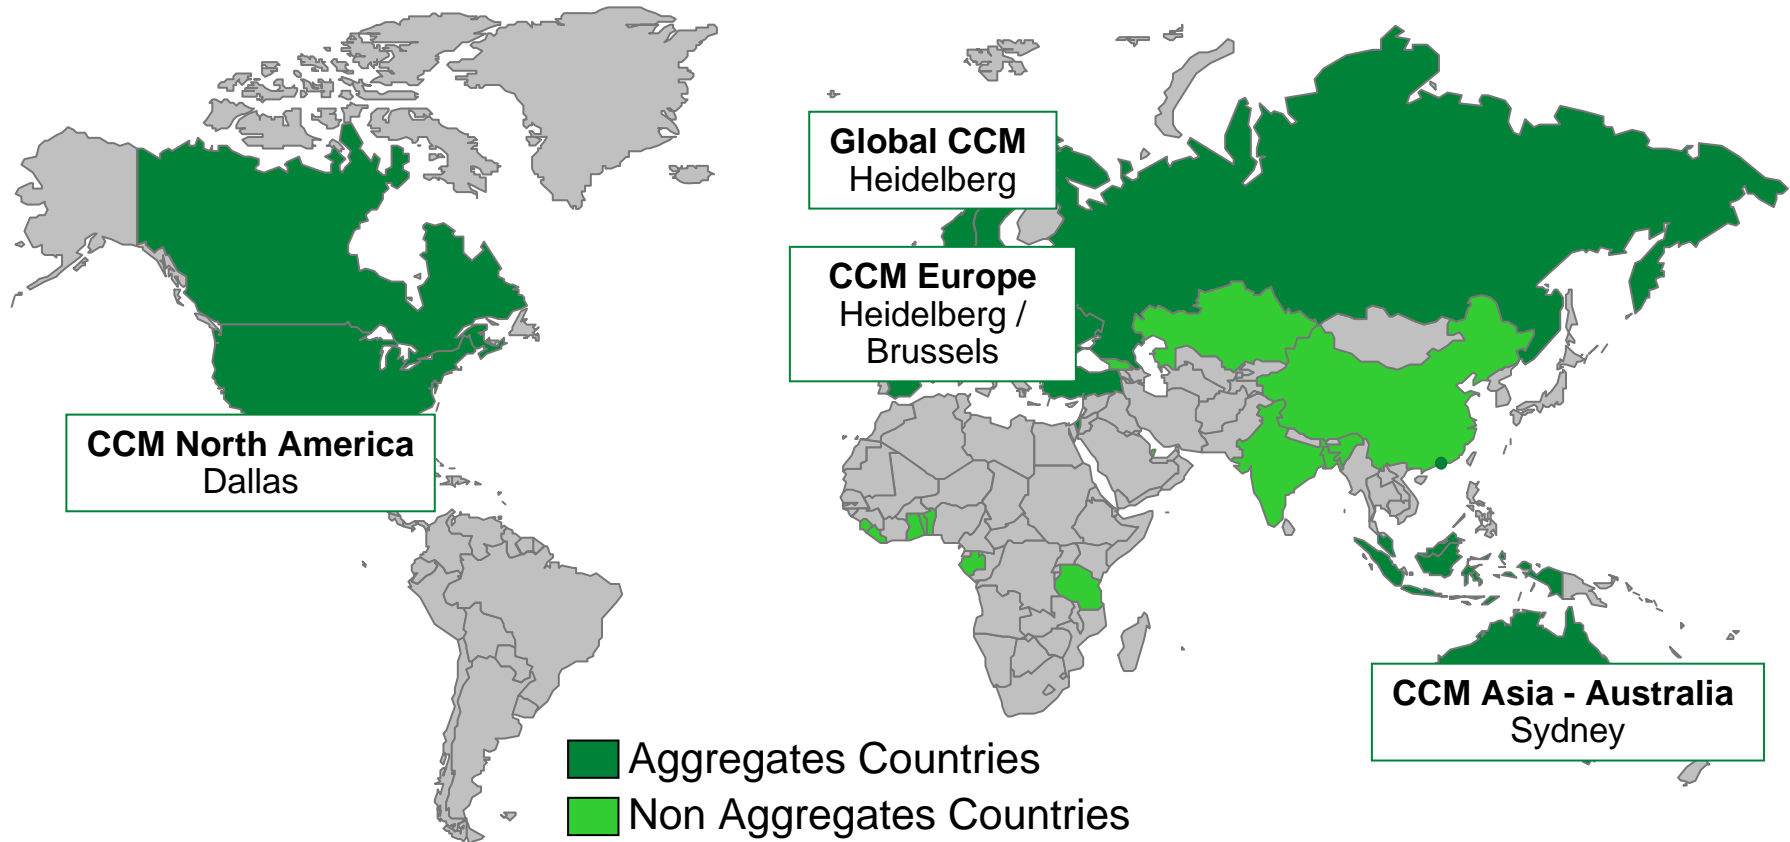 Global CCM
Heidelberg
CCM Europe
Heidelberg /
Brussels
CCM North America
Dallas
CCM Asia - Australia
Sydney
Aggregates Countries
Non Aggregates Countries